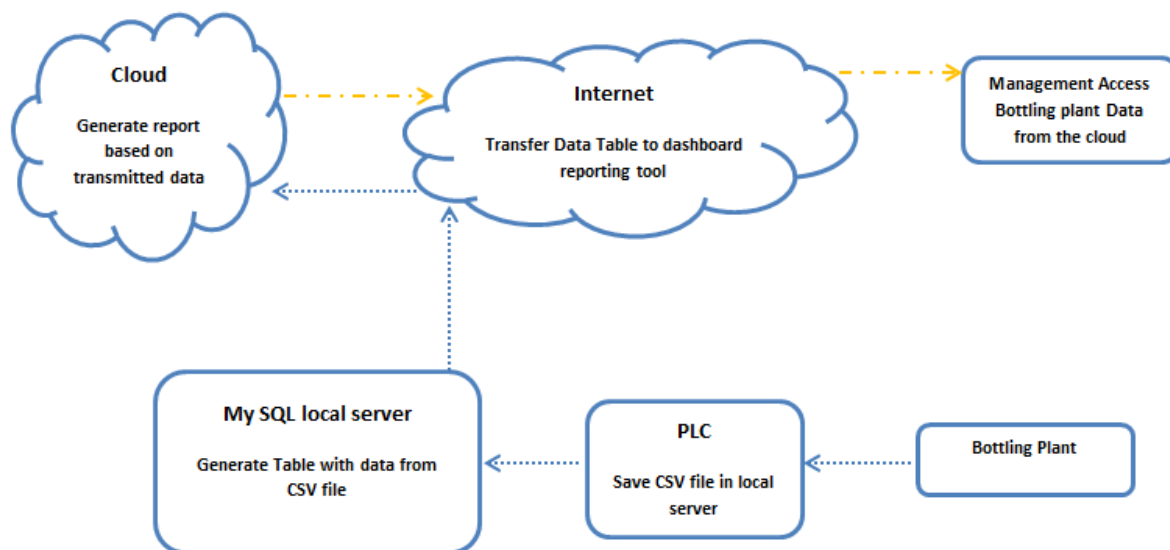 Cloud
Generate report
based on
transmitted data
Internet
Transfer Data Table to dashboard
reporting tool
Management Access
Bottling plant Data
from the cloud
My SQL local server
Generate Table with data from
CSV file
PLC
Save CSV file in local
server
Bottling Plant